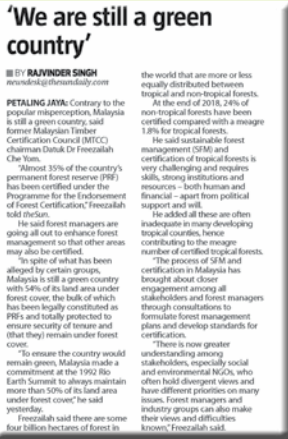 ‘We are still a green
country’
■ BY RAJVINDER SINGH
newsdesk@thesundaily.com
PETALING JAYA: Contrary to the
popular misperception, Malaysia
is still a green country, said
former Malaysian Timber
Certification Council (MTCC)
chairman Datuk Dr Freezailah
Che Yom.
"Almost 35% of the country's
permanent forest reserve (PRF)
has been certified under the
Programme for the Endorsement
of Forest Certification," Freezailah
told theSun.
He said forest managers are
going all out to enhance forest
management so that other areas
may also be certified.
"In spite of what has been
alleged by certain groups,
Malaysia is still a green country
with 54% of its land area under
forest cover, the bulk of which
has been legally constituted as
PRFs and totally protected to
ensure security of tenure and
(that they) remain under forest
cover.
"To ensure the country would
remain green, Malaysia made a
commitment at the 1992 Rio
Earth Summit to always maintain
more than 50% of its land area
under forest cover," he said
yesterday.
Freezailah said there are some
four billion hectares of forest in
the world that are more or less
equally distributed between
tropical and non-tropical forests.
At the end of 2018, 24% of
non-tropical forests have been
certified compared with a meagre
1.8% for tropical forests.
He said sustainable forest
management (SFM) and
certification of tropical forests is
very challenging and requires
skills, strong institutions and
resources – both human and
financial – apart from political
support and will.
He added all these are often
inadequate in many developing
tropical counties, hence
contributing to the meagre
number of certified tropical forests.
"The process of SFM and
certification in Malaysia has
brought about closer
engagement among all
stakeholders and forest managers
through consultations to
formulate forest management
plans and develop standards for
certification.
"There is now greater
understanding among
stakeholders, especially social
and environmental NGOs, who
often hold divergent views and
have different priorities on many
issues. Forest managers and
industry groups can also make
their views and difficulties
known," Freezailah said.